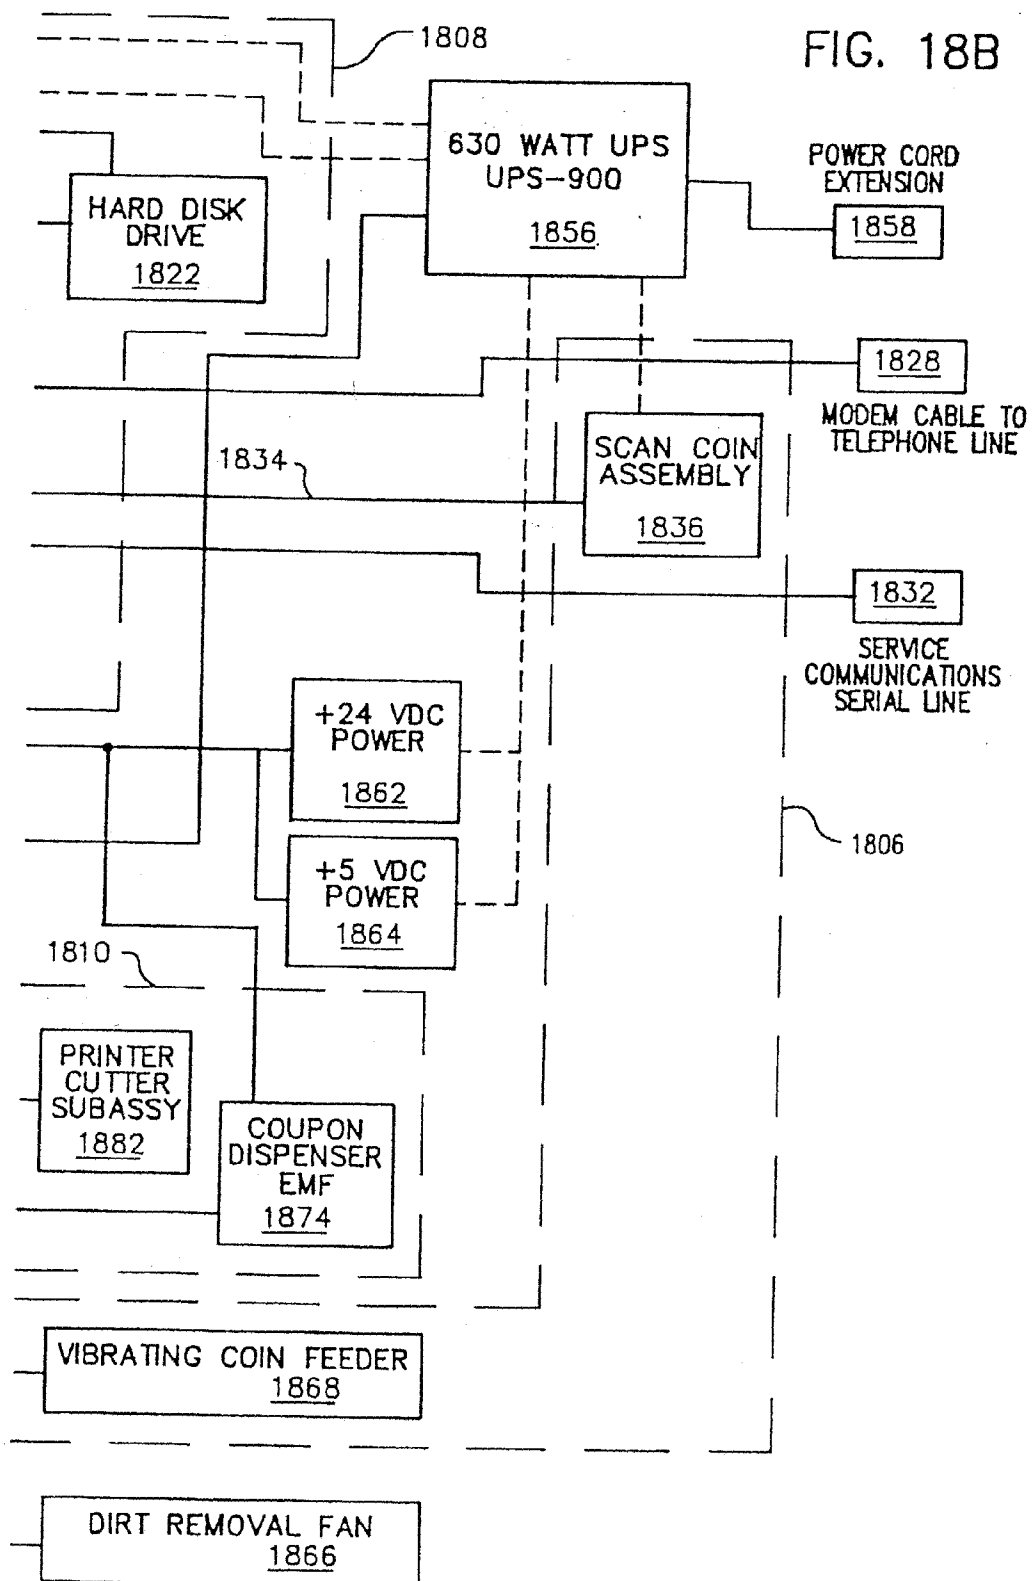 1808
FIG. 18B
630 WATT UPS
UPS-900
1856
POWER CORD
EXTENSION
1858
HARD DISK
DRIVE
1822
1828
MODEM CABLE TO
TELEPHONE LINE
1834
SCAN COIN
ASSEMBLY
1836
1832
SERVICE
COMMUNICATIONS
SERIAL LINE
+24 VDC
POWER
1862
1806
+5 VDC
POWER
1864
1810
PRINTER
CUTTER
SUBASSY
1882
COUPON
DISPENSER
EMF
1874
VIBRATING COIN FEEDER
1868
DIRT REMOVAL FAN
1866